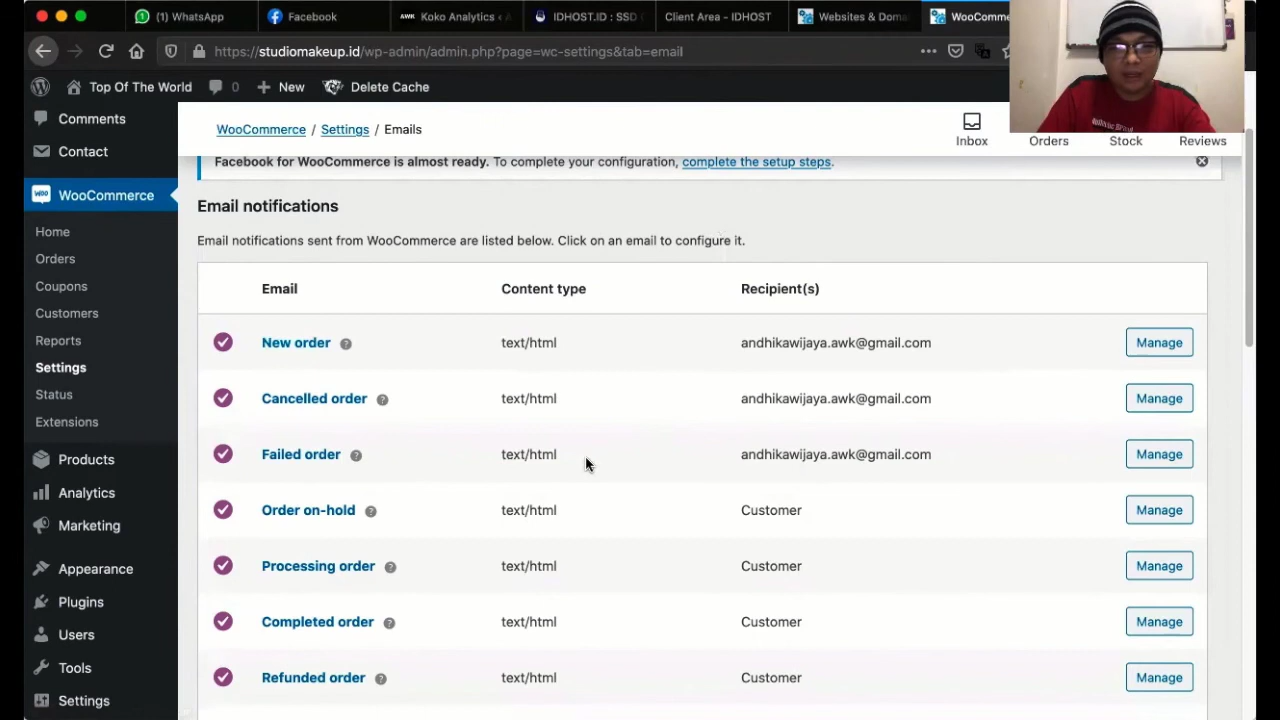 WhatsApp
Facebook
AWK Koko Analytics
IDHOST.ID : SSD
Client Area - IDHOST
Websites & Doma
WooComme
https://studiomakeup.id/wp-admin/admin.php?page=wc-settings&tab=email
Top Of The World
0
New
Delete Cache
Comments
Contact
WOO WooCommerce
Home
Orders
Coupons
Customers
Reports
Settings
Status
Extensions
Products
Analytics
Marketing
Appearance
Plugins
Users
Tools
Settings
WooCommerce / Settings / Emails
Inbox
Orders
Stock
Reviews
Facebook for WooCommerce is almost ready. To complete your configuration, complete the setup steps.
Email notifications
Email notifications sent from WooCommerce are listed below. Click on an email to configure it.
Email Content type Recipient(s)
New order text/html andhikawijaya.awk@gmail.com Manage
Cancelled order text/html andhikawijaya.awk@gmail.com Manage
Failed order text/html andhikawijaya.awk@gmail.com Manage
Order on-hold text/html Customer Manage
Processing order text/html Customer Manage
Completed order text/html Customer Manage
Refunded order text/html Customer Manage